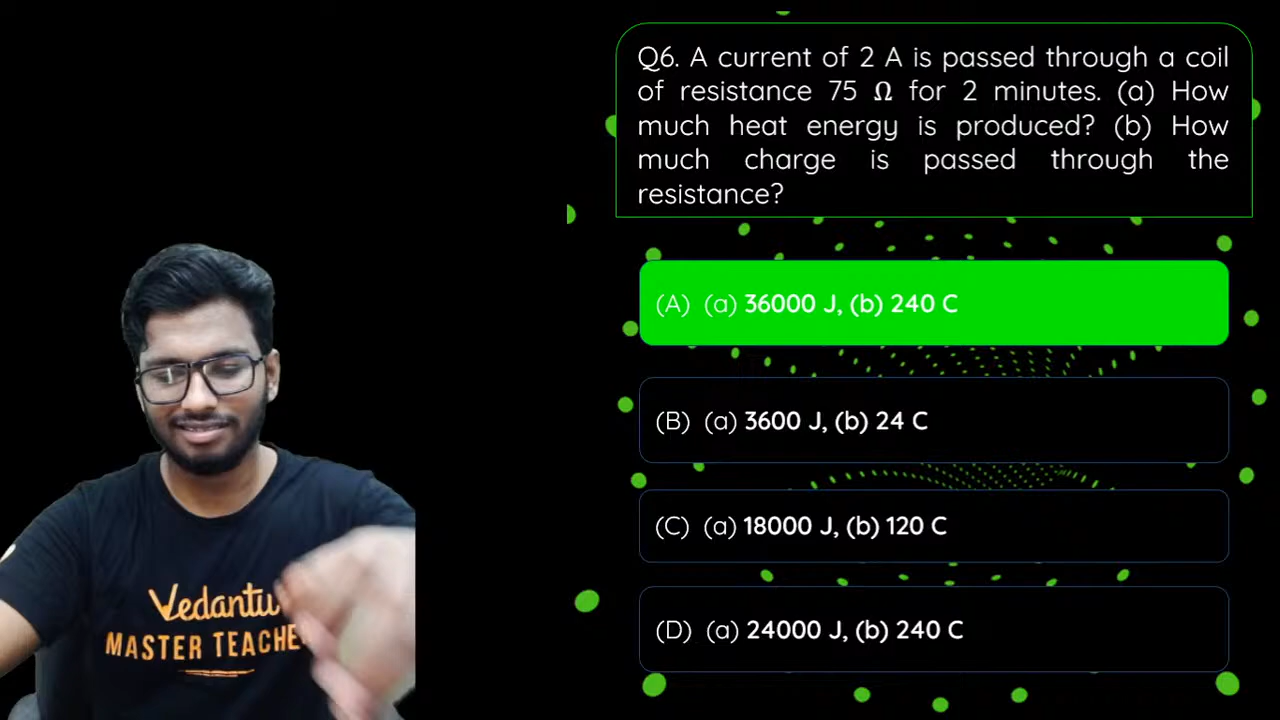 Q6. A current of 2 A is passed through a coil
of resistance 75 Ω for 2 minutes. (a) How
much heat energy is produced? (b) How
much charge is passed through the
resistance?
(A) (a) 36000 J, (b) 240 C
(B) (a) 3600 J, (b) 24 C
(C) (a) 18000 J, (b) 120 C
(D) (a) 24000 J, (b) 240 C
Vedantu
MASTER TEACHE